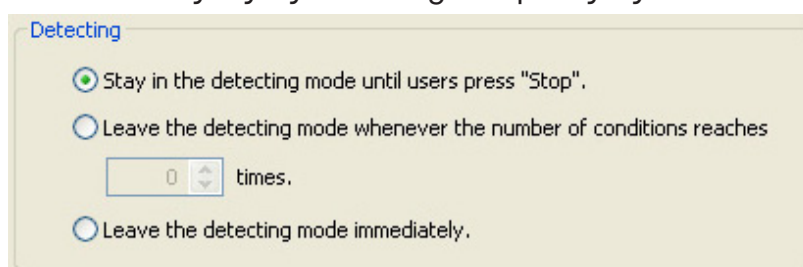 Detecting
Stay in the detecting mode until users press "Stop".
Leave the detecting mode whenever the number of conditions reaches
0 times.
Leave the detecting mode immediately.